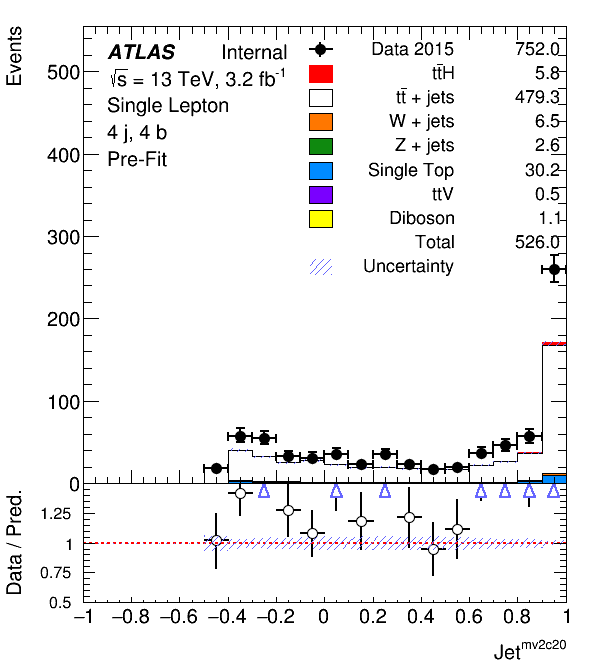 Events
500
400
300
200
100
0
ATLAS Internal
√s = 13 TeV, 3.2 fb⁻¹
Single Lepton
4 j, 4 b
Pre-Fit
Data 2015 752.0
tt̄H 5.8
tt̄ + jets 479.3
W + jets 6.5
Z + jets 2.6
Single Top 30.2
ttV 0.5
Diboson 1.1
Total 526.0
Uncertainty
Data / Pred.
1.25
1
0.75
0.5
−1 −0.8 −0.6 −0.4 −0.2 0 0.2 0.4 0.6 0.8 1
Jet^mv2c20